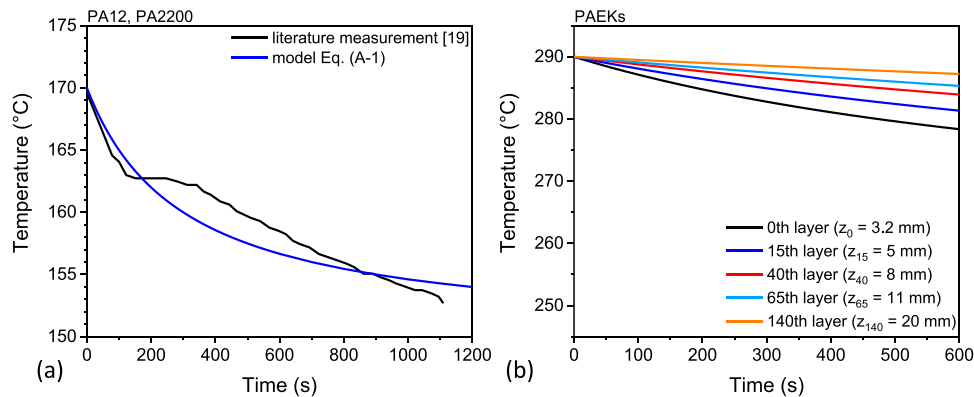 PA12, PA2200
175
170
165
160
155
150
Temperature (°C)
literature measurement [19]
model Eq. (A-1)
0
200
400
600
800
1000
1200
(a)
Time (s)
PAEKs
290
280
270
260
250
Temperature (°C)
0th layer (z0 = 3.2 mm)
15th layer (z15 = 5 mm)
40th layer (z40 = 8 mm)
65th layer (z65 = 11 mm)
140th layer (z140 = 20 mm)
0
100
200
300
400
500
600
(b)
Time (s)